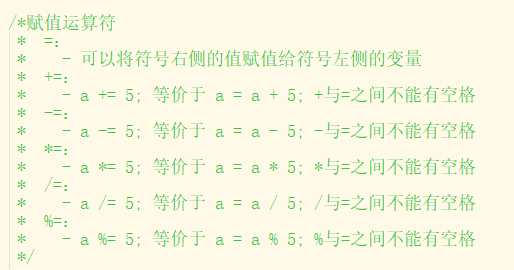 /*赋值运算符
* =:
* - 可以将符号右侧的值赋值给符号左侧的变量
* +=:
* - a += 5; 等价于 a = a + 5; +与=之间不能有空格
* -=:
* - a -= 5; 等价于 a = a - 5; -与=之间不能有空格
* *=:
* - a *= 5; 等价于 a = a * 5; *与=之间不能有空格
* /=:
* - a /= 5; 等价于 a = a / 5; /与=之间不能有空格
* %=:
* - a %= 5; 等价于 a = a % 5; %与=之间不能有空格
*/